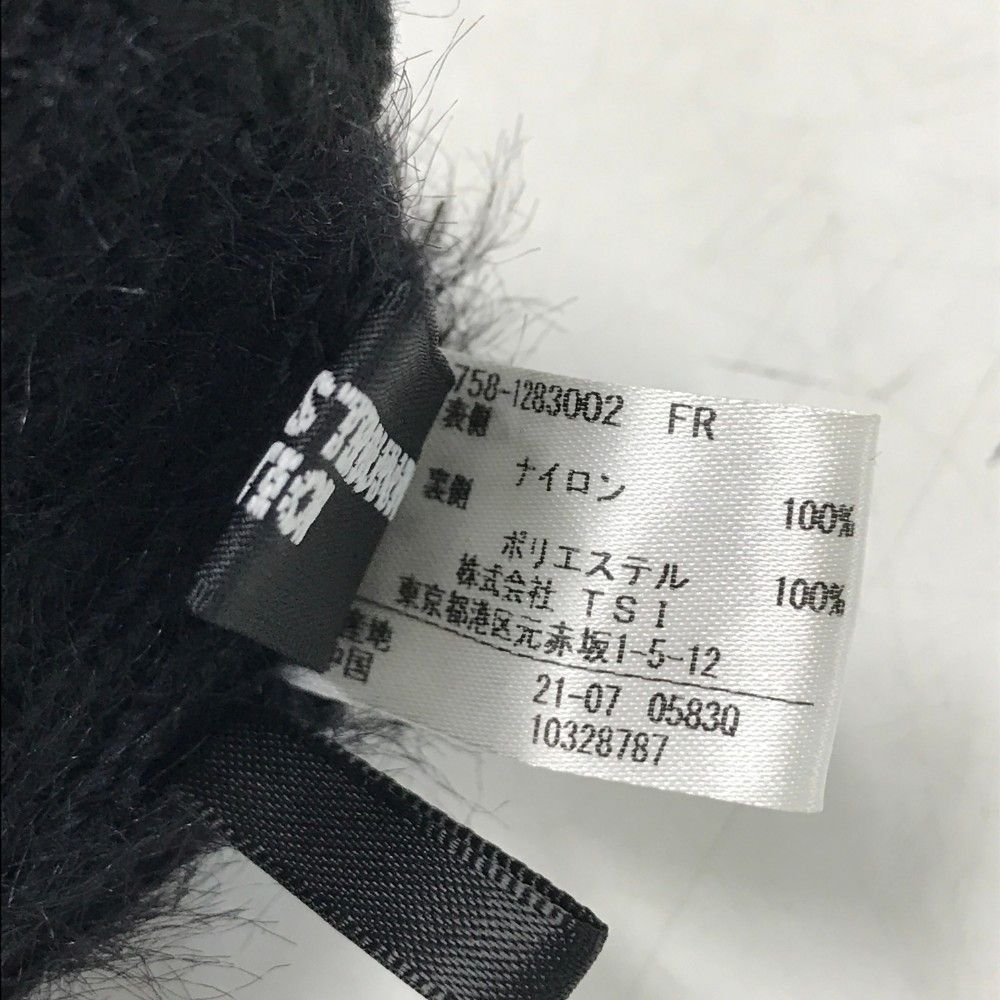 758-1283002 FR
表側
ナイロン 100%
裏側
ポリエステル 100%
株式会社 TSI
東京都港区元赤坂1-5-12
産地
中国
21-07 0583Q
10328787